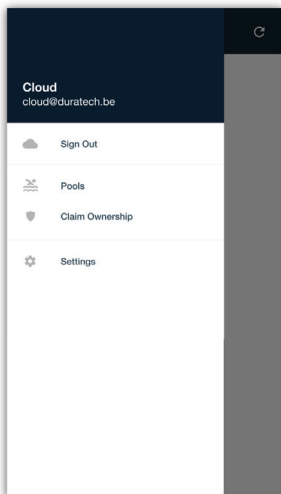 Cloud
cloud@duratech.be
Sign Out
Pools
Claim Ownership
Settings